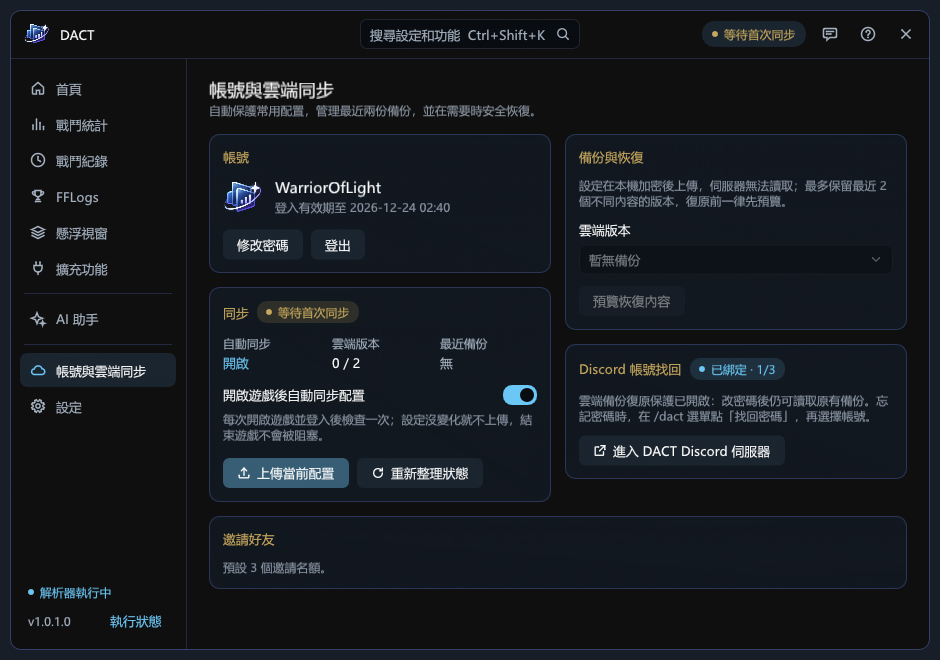 DACT
搜尋設定和功能 Ctrl+Shift+K
等待首次同步
首頁
戰鬥統計
戰鬥紀錄
FFLogs
懸浮視窗
擴充功能
AI 助手
帳號與雲端同步
設定
解析器執行中
v1.0.1.0 執行狀態
帳號與雲端同步
自動保護常用配置，管理最近兩份備份，並在需要時安全恢復。
帳號
WarriorOfLight
登入有效期至 2026-12-24 02:40
修改密碼 登出
同步 等待首次同步
自動同步 雲端版本 最近備份
開啟 0 / 2 無
開啟遊戲後自動同步配置
每次開啟遊戲並登入後檢查一次；設定沒變化就不上傳，結
束遊戲不會被阻塞。
上傳當前配置 重新整理狀態
備份與恢復
設定在本機加密後上傳，伺服器無法讀取；最多保留最近 2
個不同內容的版本，復原前一律先預覽。
雲端版本
暫無備份
預覽恢復內容
Discord 帳號找回 已綁定 · 1/3
雲端備份復原保護已開啟：改密碼後仍可讀取原有備份。忘
記密碼時，在 /dact 選單點「找回密碼」，再選擇帳號。
進入 DACT Discord 伺服器
邀請好友
預設 3 個邀請名額。